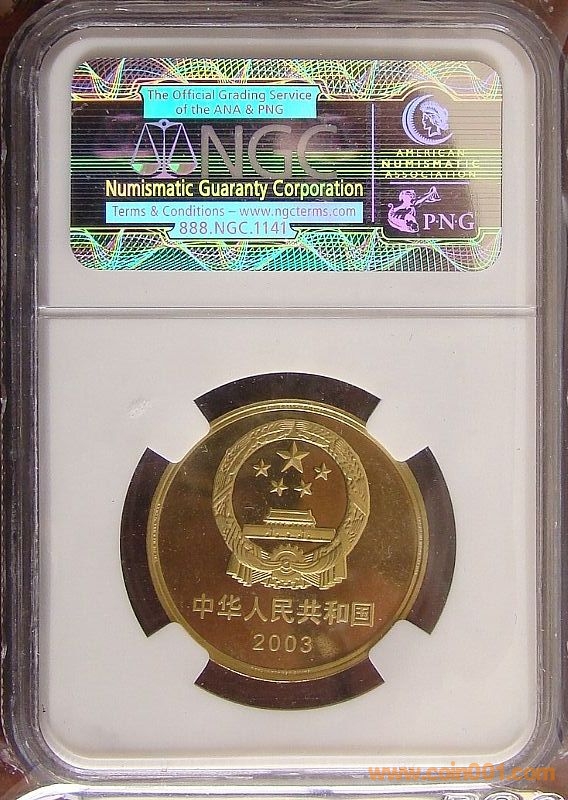 The Official Grading Service
of the ANA & PNG
NGC
Numismatic Guaranty Corporation
Terms & Conditions – www.ngcterms.com
888.NGC.1141
AMERICAN
NUMISMATIC
ASSOCIATION
P·N·G
中华人民共和国
2003
www.coin001.com